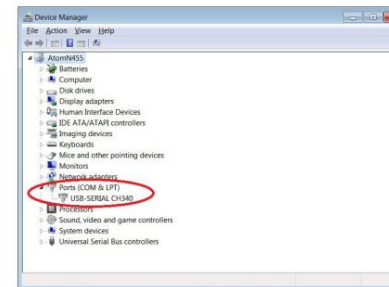 Device Manager
File Action View Help
AtomN455
Batteries
Computer
Disk drives
Display adapters
Human Interface Devices
IDE ATA/ATAPI controllers
Imaging devices
Keyboards
Mice and other pointing devices
Monitors
Network adapters
Ports (COM & LPT)
USB-SERIAL CH340
Processors
Sound, video and game controllers
System devices
Universal Serial Bus controllers